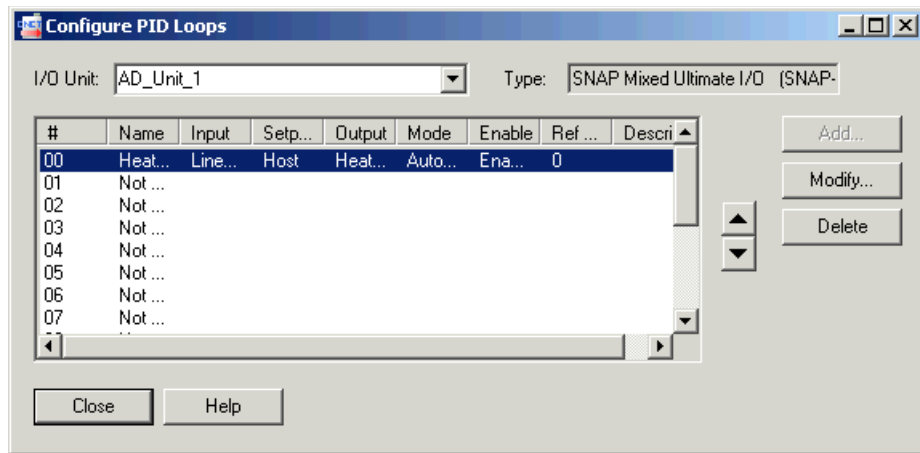 Configure PID Loops
I/O Unit: AD_Unit_1 Type: SNAP Mixed Ultimate I/O (SNAP-
# Name Input Setp... Output Mode Enable Ref ... Descri Add...
00 Heat... Line... Host Heat... Auto... Ena... 0
01 Not ... Modify...
02 Not ...
03 Not ... Delete
04 Not ...
05 Not ...
06 Not ...
07 Not ...
Close Help